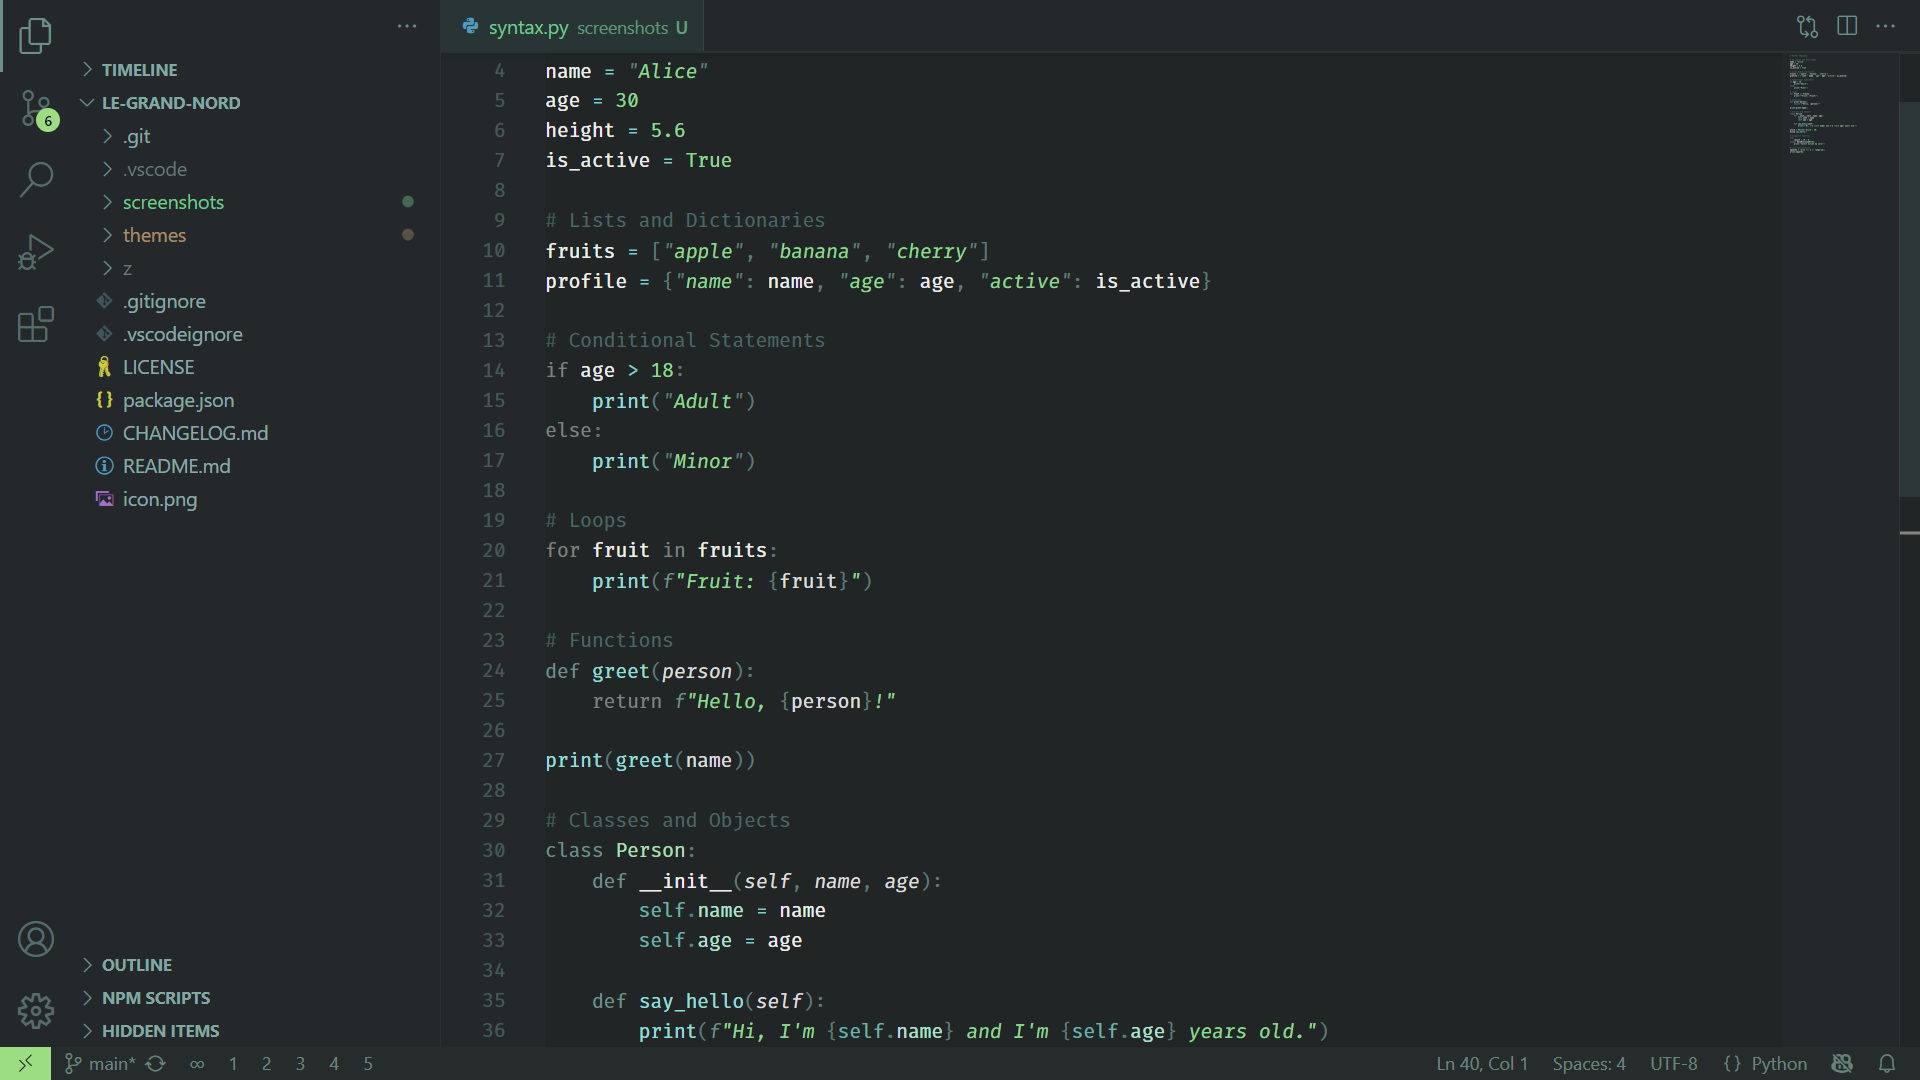 syntax.py screenshots U
TIMELINE
LE-GRAND-NORD
.git
.vscode
screenshots
themes
z
.gitignore
.vscodeignore
LICENSE
package.json
CHANGELOG.md
README.md
icon.png
OUTLINE
NPM SCRIPTS
HIDDEN ITEMS
6
4 name = "Alice"
5 age = 30
6 height = 5.6
7 is_active = True
8
9 # Lists and Dictionaries
10 fruits = ["apple", "banana", "cherry"]
11 profile = {"name": name, "age": age, "active": is_active}
12
13 # Conditional Statements
14 if age > 18:
15     print("Adult")
16 else:
17     print("Minor")
18
19 # Loops
20 for fruit in fruits:
21     print(f"Fruit: {fruit}")
22
23 # Functions
24 def greet(person):
25     return f"Hello, {person}!"
26
27 print(greet(name))
28
29 # Classes and Objects
30 class Person:
31     def __init__(self, name, age):
32         self.name = name
33         self.age = age
34
35     def say_hello(self):
36         print(f"Hi, I'm {self.name} and I'm {self.age} years old.")
main* ∞ 1 2 3 4 5 Ln 40, Col 1 Spaces: 4 UTF-8 {} Python